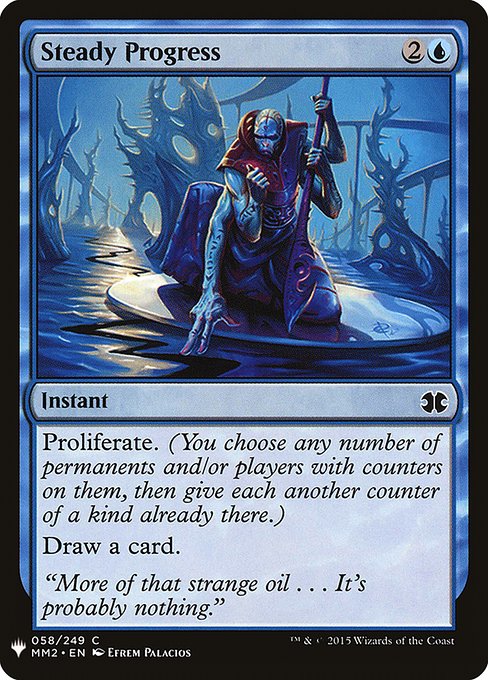 Steady Progress 2
Instant
Proliferate. (You choose any number of
permanents and/or players with counters
on them, then give each another counter
of a kind already there.)
Draw a card.
“More of that strange oil . . . It’s
probably nothing.”
058/249 C
MM2 • EN Efrem Palacios
™ & © 2015 Wizards of the Coast